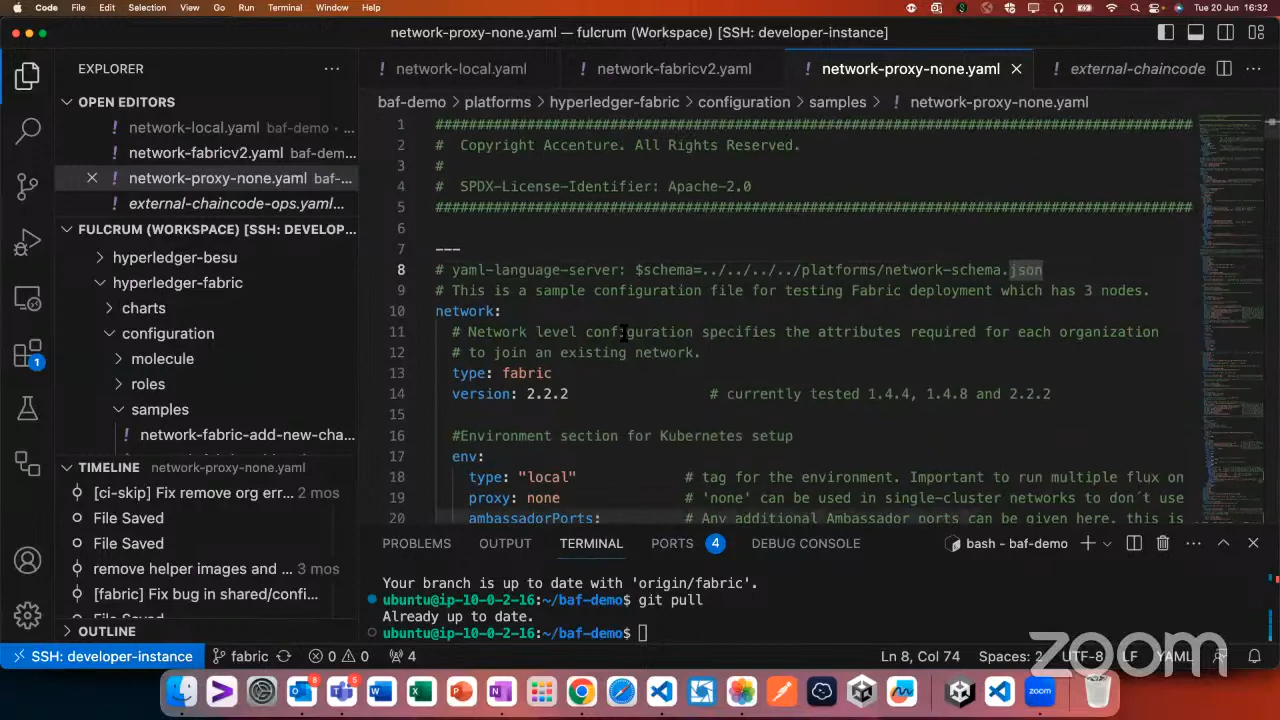 Code File Edit Selection View Go Run Terminal Window Help Tue 20 Jun 16:32
network-proxy-none.yaml — fulcrum (Workspace) [SSH: developer-instance]
EXPLORER
! network-local.yaml ! network-fabricv2.yaml ! network-proxy-none.yaml ! external-chaincode
baf-demo > platforms > hyperledger-fabric > configuration > samples > ! network-proxy-none.yaml
OPEN EDITORS
! network-local.yaml baf-demo • ...
! network-fabricv2.yaml baf-dem...
! network-proxy-none.yaml baf-...
! external-chaincode-ops.yaml...
FULCRUM (WORKSPACE) [SSH: DEVELOP...
hyperledger-besu
hyperledger-fabric
charts
configuration
molecule
roles
samples
! network-fabric-add-new-cha...
TIMELINE network-proxy-none.yaml
[ci-skip] Fix remove org err... 2 mos
File Saved
File Saved
remove helper images and ... 3 mos
[fabric] Fix bug in shared/confi...
File Saved
OUTLINE
1 ############################################################################################
2 # Copyright Accenture. All Rights Reserved.
3 #
4 # SPDX-License-Identifier: Apache-2.0
5 ############################################################################################
6
7 ---
8 # yaml-language-server: $schema=../../../../platforms/network-schema.json
9 # This is a sample configuration file for testing Fabric deployment which has 3 nodes.
10 network:
11 # Network level configuration specifies the attributes required for each organization
12 # to join an existing network.
13 type: fabric
14 version: 2.2.2 # currently tested 1.4.4, 1.4.8 and 2.2.2
15
16 #Environment section for Kubernetes setup
17 env:
18 type: "local" # tag for the environment. Important to run multiple flux on
19 proxy: none # 'none' can be used in single-cluster networks to don´t use
20 ambassadorPorts: # Any additional Ambassador ports can be given here, this is
PROBLEMS OUTPUT TERMINAL PORTS 4 DEBUG CONSOLE bash - baf-demo
Your branch is up to date with 'origin/fabric'.
ubuntu@ip-10-0-2-16:~/baf-demo$ git pull
Already up to date.
ubuntu@ip-10-0-2-16:~/baf-demo$
SSH: developer-instance fabric 0 0 4 Ln 8, Col 74 Spaces: 2 UTF-8 LF YAML
zoom
1
8
5
zoom